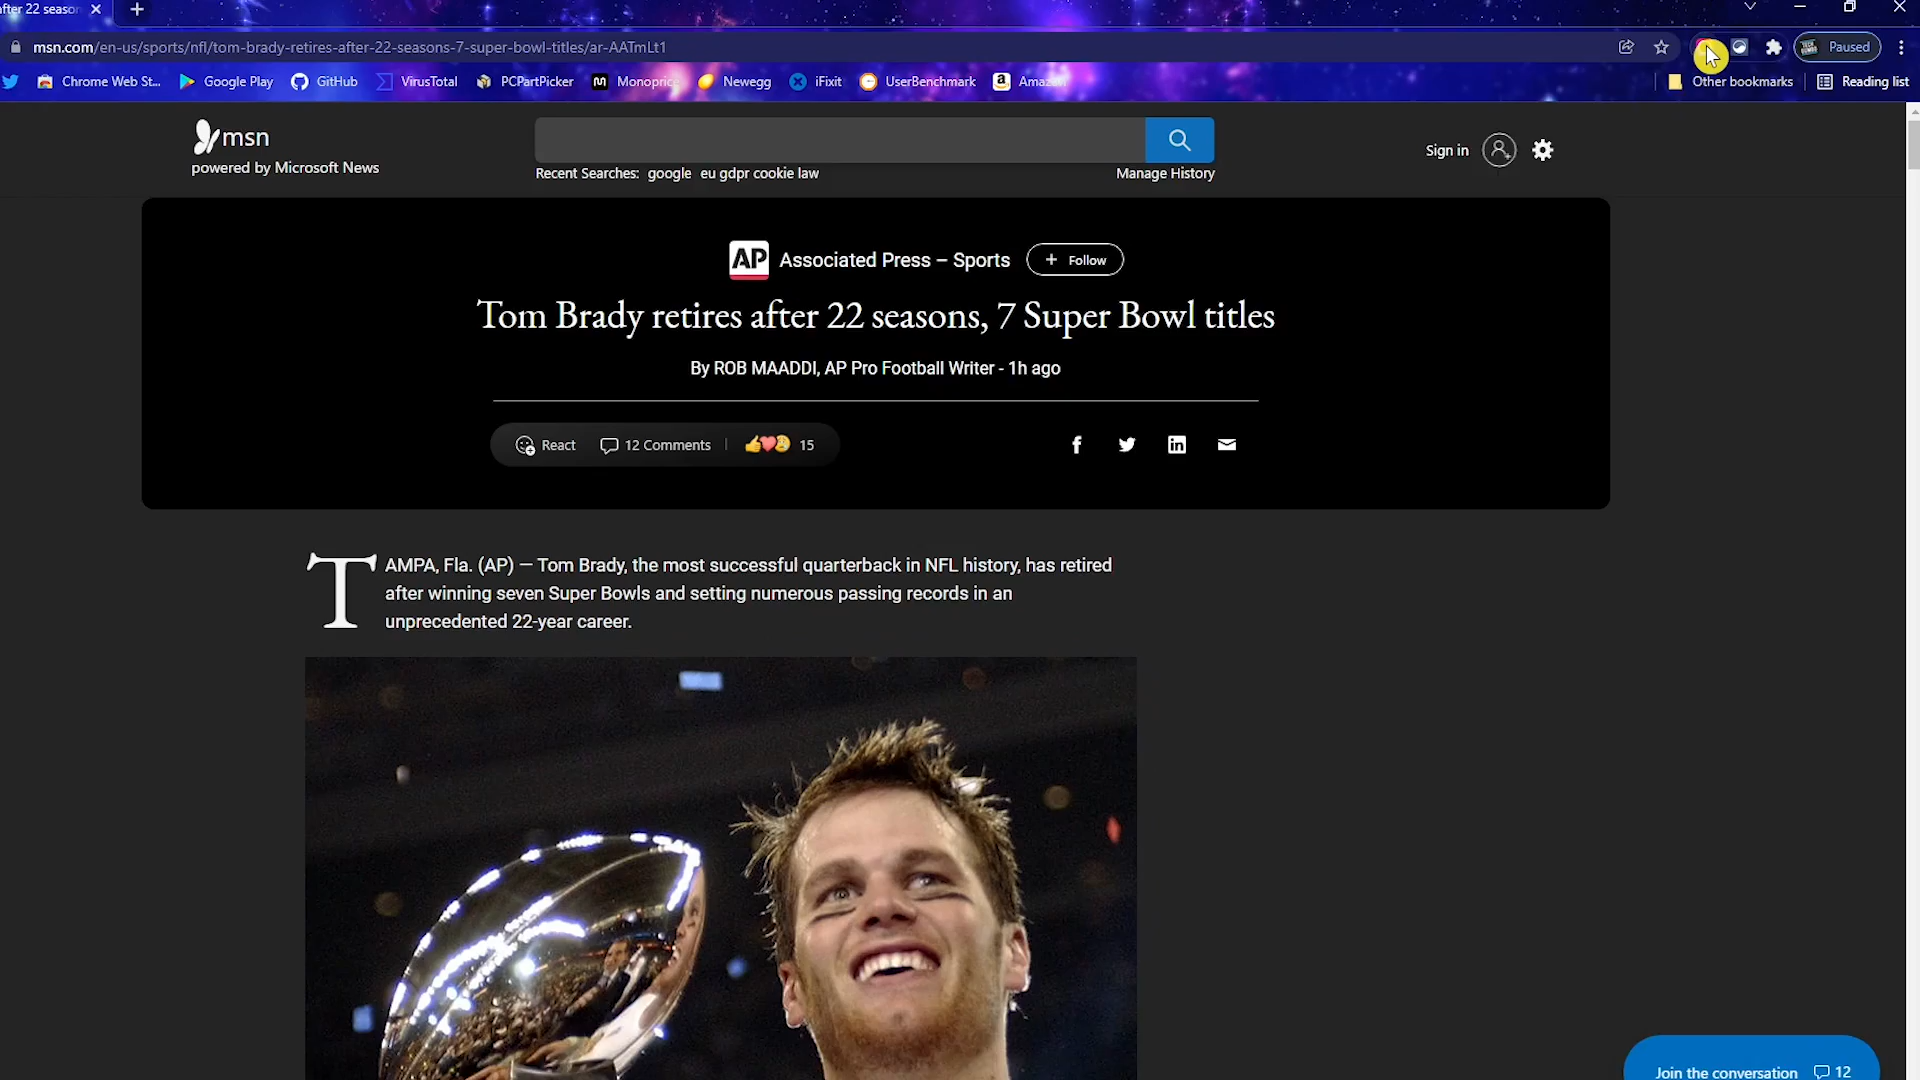 after 22 season
msn.com/en-us/sports/nfl/tom-brady-retires-after-22-seasons-7-super-bowl-titles/ar-AATmLt1
Paused
Chrome Web St... Google Play GitHub VirusTotal PCPartPicker Monoprice Newegg iFixit UserBenchmark Amazon Other bookmarks Reading list
msn
powered by Microsoft News
Sign in
Recent Searches: google eu gdpr cookie law Manage History
AP Associated Press – Sports + Follow
Tom Brady retires after 22 seasons, 7 Super Bowl titles
By ROB MAADDI, AP Pro Football Writer - 1h ago
React 12 Comments 15
TAMPA, Fla. (AP) — Tom Brady, the most successful quarterback in NFL history, has retired
after winning seven Super Bowls and setting numerous passing records in an
unprecedented 22-year career.
Join the conversation 12